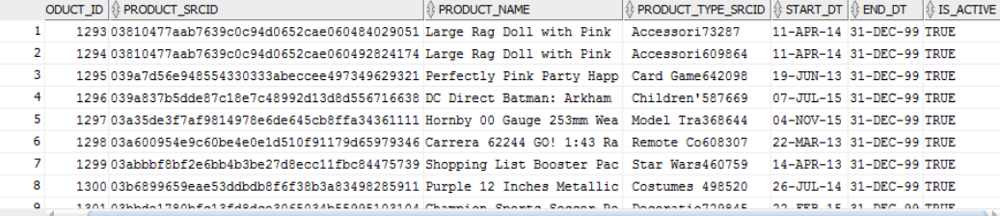 ODUCT_ID PRODUCT_SRCID PRODUCT_NAME PRODUCT_TYPE_SRCID START_DT END_DT IS_ACTIVE
1 1293 03810477aab7639c0c94d0652cae060484029051 Large Rag Doll with Pink Accessori73287 11-APR-14 31-DEC-99 TRUE
2 1294 03810477aab7639c0c94d0652cae060492824174 Large Rag Doll with Pink Accessori609864 11-APR-14 31-DEC-99 TRUE
3 1295 039a7d56e948554330333abeccee497349629321 Perfectly Pink Party Happ Card Game642098 19-JUN-13 31-DEC-99 TRUE
4 1296 039a837b5dde87c18e7c48992d13d8d556716638 DC Direct Batman: Arkham Children'587669 07-JUL-15 31-DEC-99 TRUE
5 1297 03a35de3f7af9814978e6de645cb8ffa34361111 Hornby 00 Gauge 253mm Wea Model Tra368644 04-NOV-15 31-DEC-99 TRUE
6 1298 03a600954e9c60be4e0e1d510f91179d65979346 Carrera 62244 GO! 1:43 Ra Remote Co608307 22-MAR-13 31-DEC-99 TRUE
7 1299 03abbbf8bf2e6bb4b3be27d8ecc11fbc84475739 Shopping List Booster Pac Star Wars460759 14-APR-13 31-DEC-99 TRUE
8 1300 03b6899659eae53ddbdb8f6f38b3a83498285911 Purple 12 Inches Metallic Costumes 498520 26-JUL-14 31-DEC-99 TRUE
9 1301 Champion Sports Soccer 31-DEC-99 TRUE